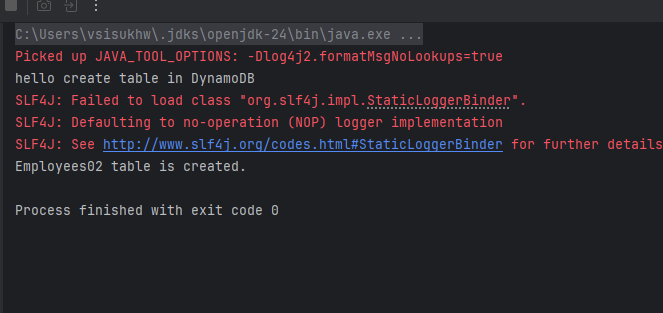 C:\Users\vsisukhw\.jdks\openjdk-24\bin\java.exe ...
Picked up JAVA_TOOL_OPTIONS: -Dlog4j2.formatMsgNoLookups=true
hello create table in DynamoDB
SLF4J: Failed to load class "org.slf4j.impl.StaticLoggerBinder".
SLF4J: Defaulting to no-operation (NOP) logger implementation
SLF4J: See http://www.slf4j.org/codes.html#StaticLoggerBinder for further details
Employees02 table is created.
Process finished with exit code 0